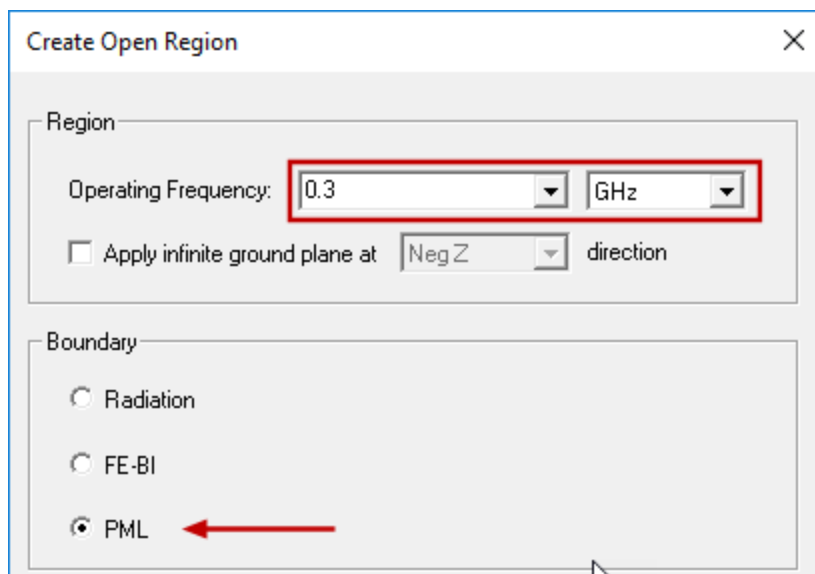 Create Open Region
Region
Operating Frequency: 0.3 GHz
Apply infinite ground plane at Neg Z direction
Boundary
Radiation
FE-BI
PML